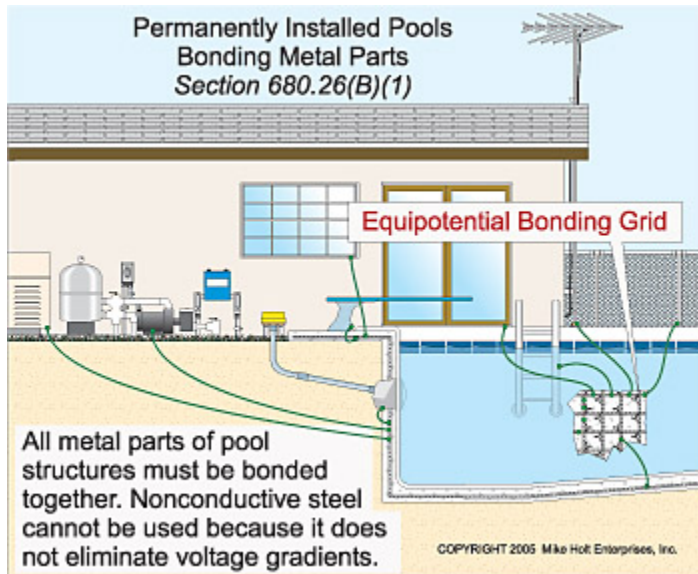 Permanently Installed Pools
Bonding Metal Parts
Section 680.26(B)(1)
Equipotential Bonding Grid
All metal parts of pool
structures must be bonded
together. Nonconductive steel
cannot be used because it does
not eliminate voltage gradients.
COPYRIGHT 2005 Mike Holt Enterprises, Inc.